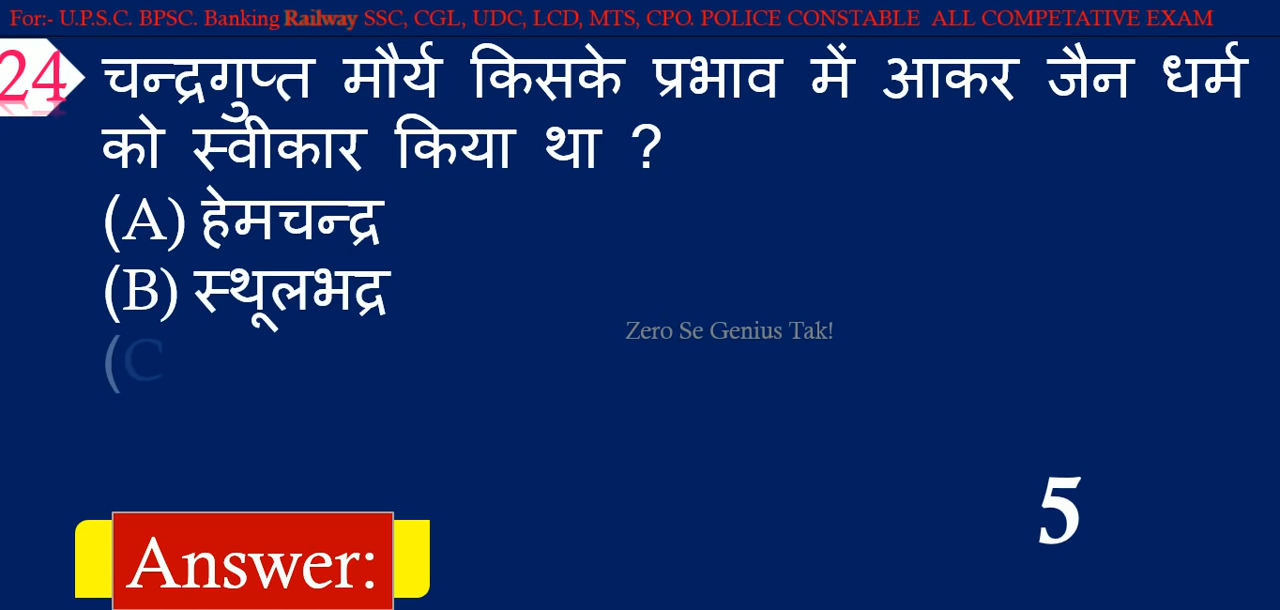 For:- U.P.S.C. BPSC. Banking Railway SSC, CGL, UDC, LCD, MTS, CPO. POLICE CONSTABLE ALL COMPETATIVE EXAM
24 चन्द्रगुप्त मौर्य किसके प्रभाव में आकर जैन धर्म
को स्वीकार किया था ?
(A) हेमचन्द्र
(B) स्थूलभद्र
Zero Se Genius Tak!
(C
5
Answer: